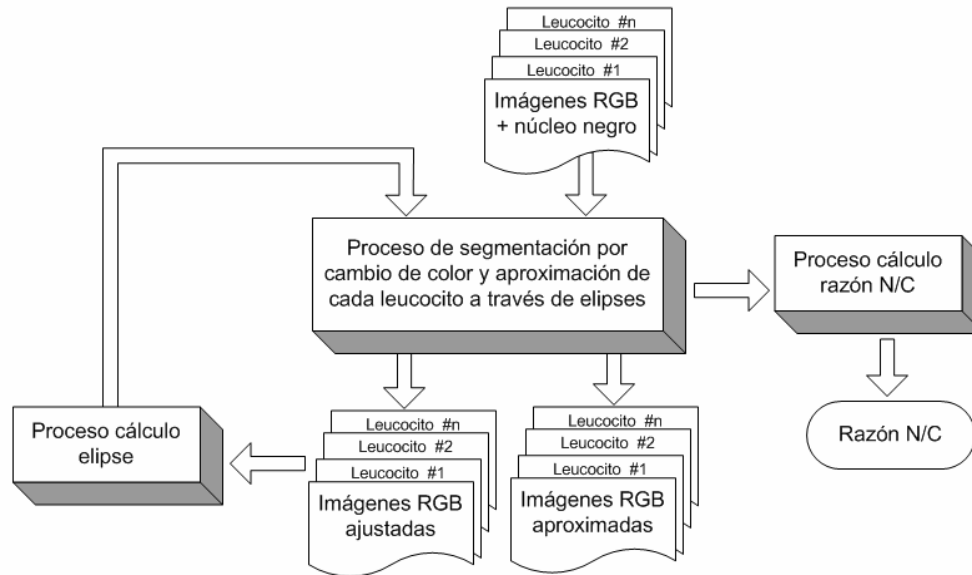 Leucocito #n
Leucocito #2
Leucocito #1
Imágenes RGB
+ núcleo negro
Proceso de segmentación por
cambio de color y aproximación de
cada leucocito a través de elipses
Proceso cálculo
razón N/C
Razón N/C
Proceso cálculo
elipse
Leucocito #n
Leucocito #2
Leucocito #1
Imágenes RGB
ajustadas
Leucocito #n
Leucocito #2
Leucocito #1
Imágenes RGB
aproximadas